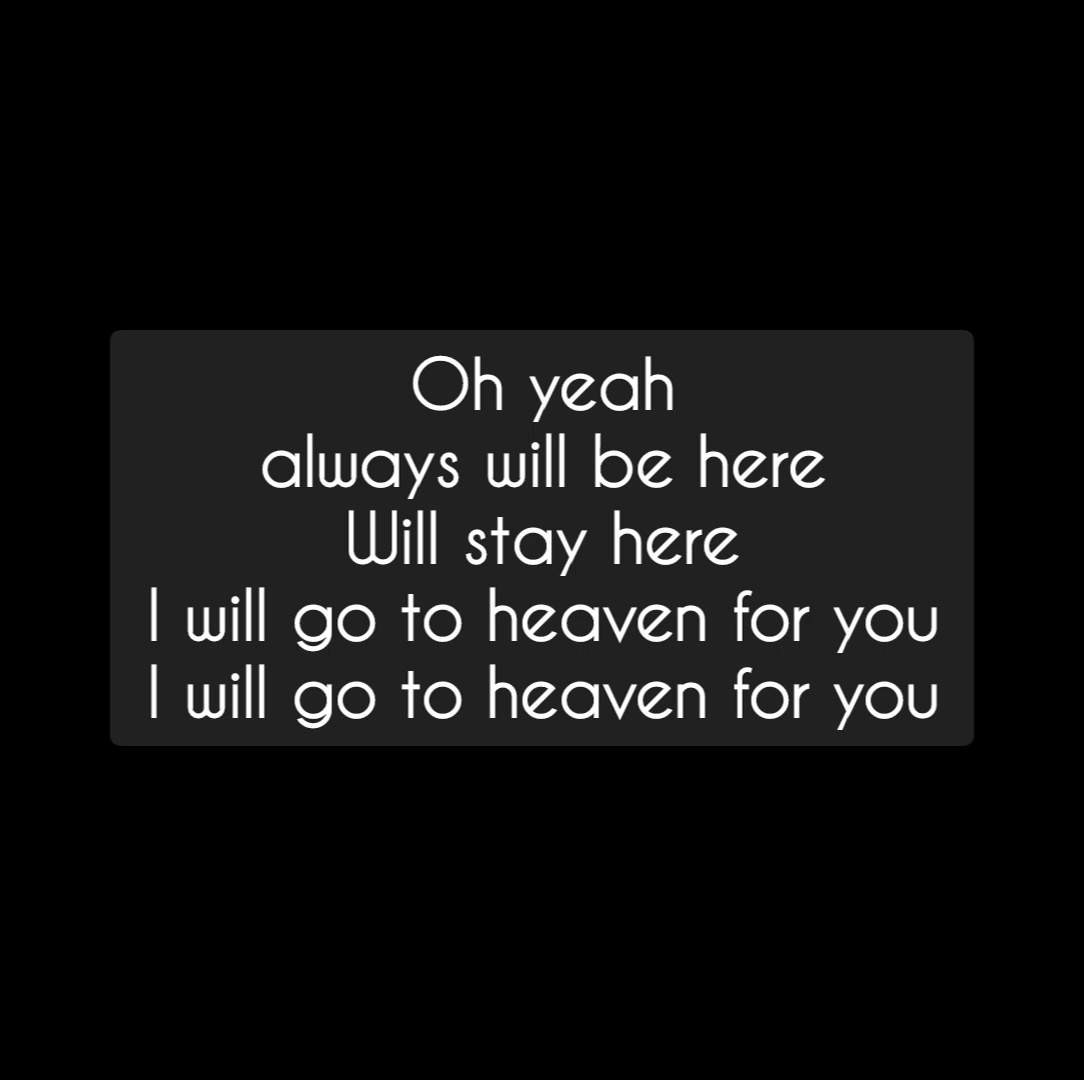 Oh yeah
always will be here
Will stay here
I will go to heaven for you
I will go to heaven for you